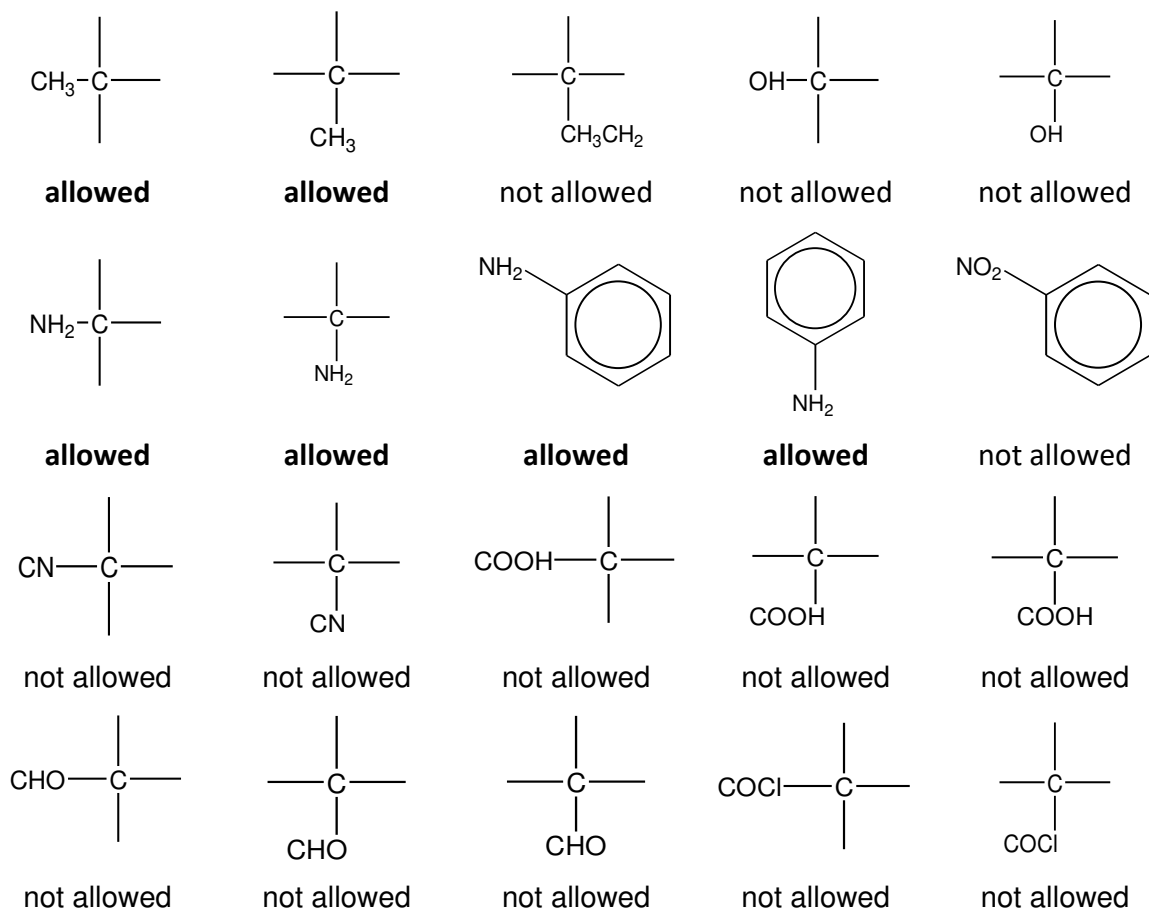 CH₃ C C C OH C C
CH₃ CH₃CH₂ OH
allowed allowed not allowed not allowed not allowed
NH₂ NO₂
NH₂ C C
NH₂ NH₂
allowed allowed allowed allowed not allowed
CN C C COOH C C C
CN COOH COOH
not allowed not allowed not allowed not allowed not allowed
CHO C C C COCl C C
CHO CHO COCl
not allowed not allowed not allowed not allowed not allowed